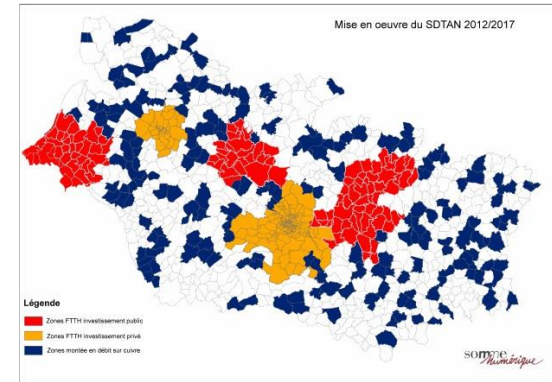 Mise en oeuvre du SDTAN 2012/2017
Légende
Zones FTTH investissement public
Zones FTTH investissement privé
Zones montée en débit sur cuivre
somme
numérique